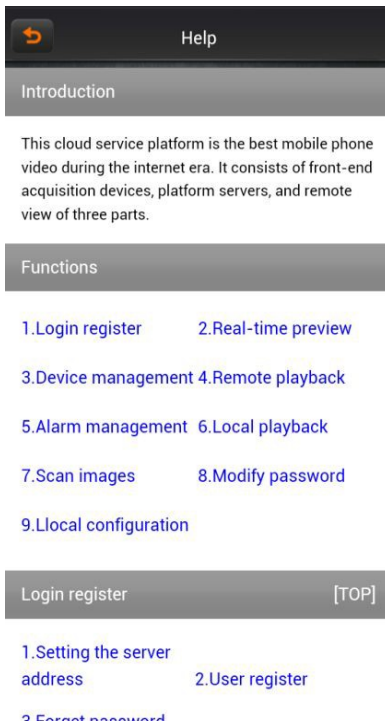 Help
Introduction
This cloud service platform is the best mobile phone
video during the internet era. It consists of front-end
acquisition devices, platform servers, and remote
view of three parts.
Functions
1.Login register 2.Real-time preview
3.Device management 4.Remote playback
5.Alarm management 6.Local playback
7.Scan images 8.Modify password
9.Llocal configuration
Login register [TOP]
1.Setting the server
address 2.User register
3.Forget password